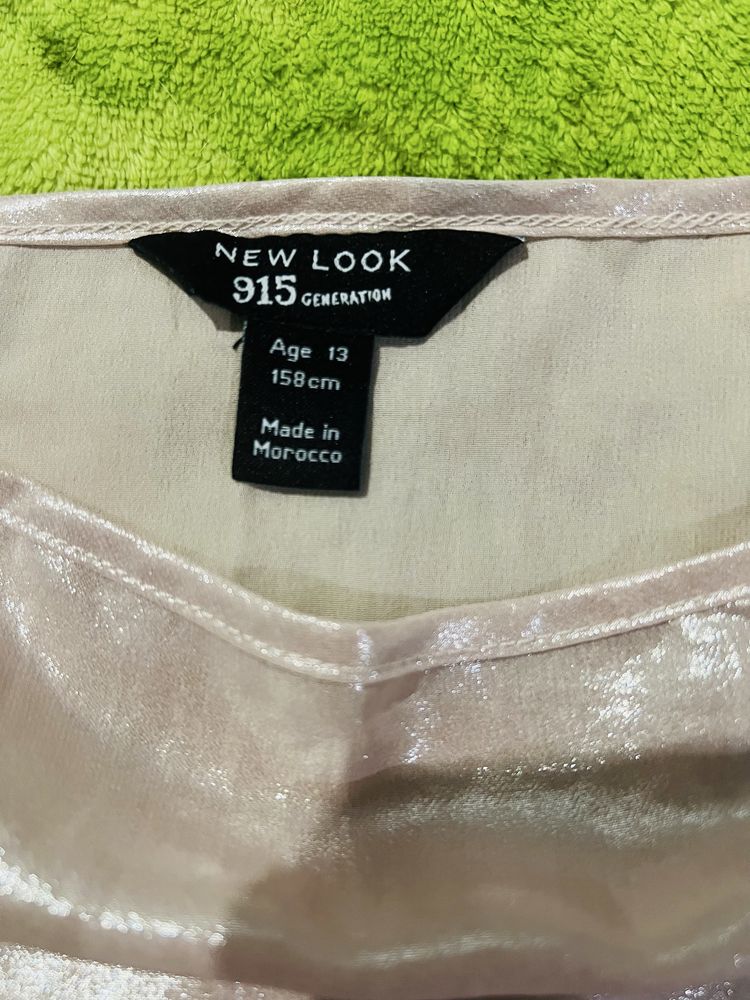 NEW LOOK
915 GENERATION
Age 13
158cm
Made in
Morocco